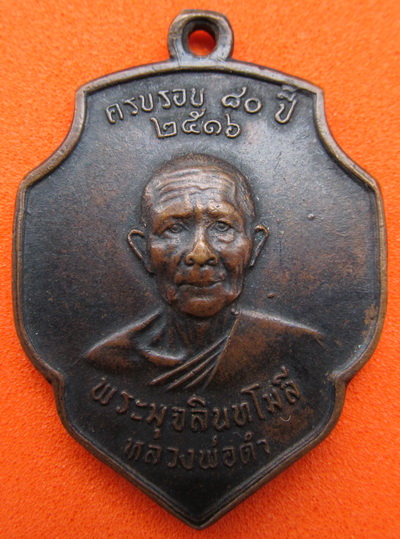 ครบรอบ ๘๐ ปี
๒๕๑๖
พระมุจลินทโมลี
หลวงพ่อดำ